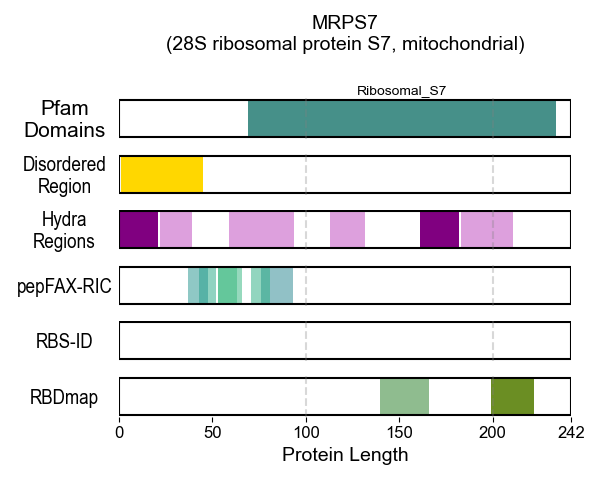 MRPS7
(28S ribosomal protein S7, mitochondrial)
Ribosomal_S7
Pfam
Domains
Disordered
Region
Hydra
Regions
pepFAX-RIC
RBS-ID
RBDmap
0 50 100 150 200 242
Protein Length